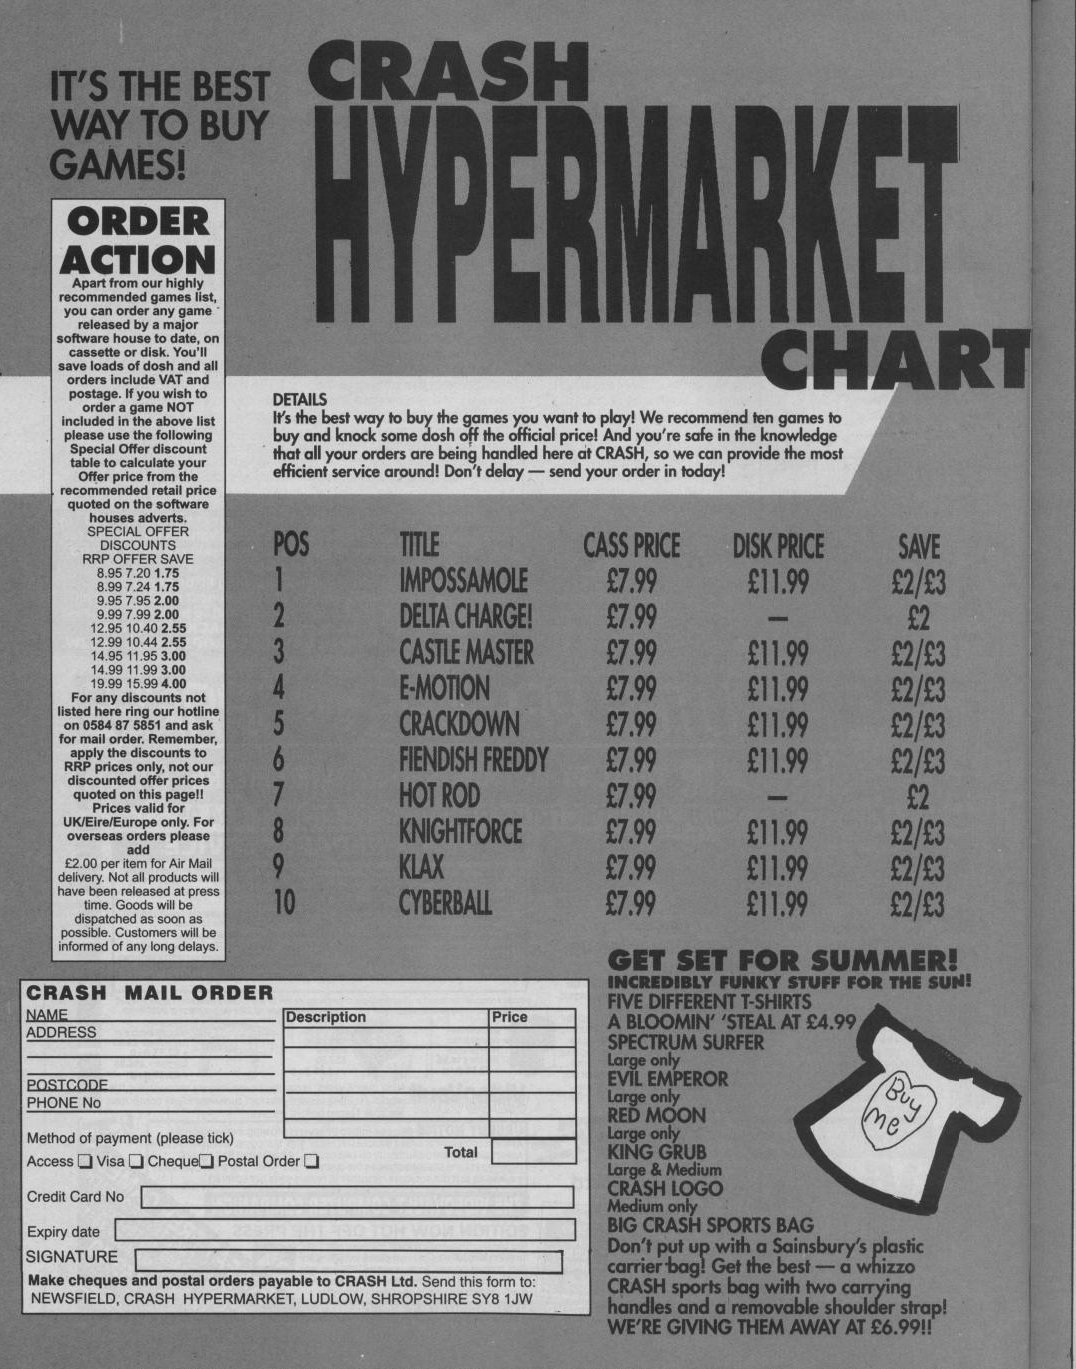 IT'S THE BEST
WAY TO BUY
GAMES!
CRASH
HYPERMARKET
CHART
ORDER
ACTION
Apart from our highly
recommended games list,
you can order any game
released by a major
software house to date, on
cassette or disk. You'll
save loads of dosh and all
orders include VAT and
postage. If you wish to
order a game NOT
included in the above list
please use the following
Special Offer discount
table to calculate your
Offer price from the
recommended retail price
quoted on the software
houses adverts.
SPECIAL OFFER
DISCOUNTS
RRP OFFER SAVE
8.95 7.20 1.75
8.99 7.24 1.75
9.95 7.95 2.00
9.99 7.99 2.00
12.95 10.40 2.55
12.99 10.44 2.55
14.95 11.95 3.00
14.99 11.99 3.00
19.99 15.99 4.00
For any discounts not
listed here ring our hotline
on 0584 87 5851 and ask
for mail order. Remember,
apply the discounts to
RRP prices only, not our
discounted offer prices
quoted on this page!!
Prices valid for
UK/Eire/Europe only. For
overseas orders please
add
£2.00 per item for Air Mail
delivery. Not all products will
have been released at press
time. Goods will be
dispatched as soon as
possible. Customers will be
informed of any long delays.
DETAILS
It's the best way to buy the games you want to play! We recommend ten games to
buy and knock some dosh off the official price! And you're safe in the knowledge
that all your orders are being handled here at CRASH, so we can provide the most
efficient service around! Don't delay — send your order in today!
POS TITLE CASS PRICE DISK PRICE SAVE
1 IMPOSSAMOLE £7.99 £11.99 £2/£3
2 DELTA CHARGE! £7.99 — £2
3 CASTLE MASTER £7.99 £11.99 £2/£3
4 E-MOTION £7.99 £11.99 £2/£3
5 CRACKDOWN £7.99 £11.99 £2/£3
6 FIENDISH FREDDY £7.99 £11.99 £2/£3
7 HOT ROD £7.99 — £2
8 KNIGHTFORCE £7.99 £11.99 £2/£3
9 KLAX £7.99 £11.99 £2/£3
10 CYBERBALL £7.99 £11.99 £2/£3
CRASH MAIL ORDER
NAME
ADDRESS
POSTCODE
PHONE No
Description Price
Method of payment (please tick)
Access Visa Cheque Postal Order
Total
Credit Card No
Expiry date
SIGNATURE
Make cheques and postal orders payable to CRASH Ltd. Send this form to:
NEWSFIELD, CRASH HYPERMARKET, LUDLOW, SHROPSHIRE SY8 1JW
GET SET FOR SUMMER!
INCREDIBLY FUNKY STUFF FOR THE SUN!
FIVE DIFFERENT T-SHIRTS
A BLOOMIN' 'STEAL AT £4.99
SPECTRUM SURFER
Large only
EVIL EMPEROR
Large only
RED MOON
Large only
KING GRUB
Large & Medium
CRASH LOGO
Medium only
BIG CRASH SPORTS BAG
Don't put up with a Sainsbury's plastic
carrier bag! Get the best — a whizzo
CRASH sports bag with two carrying
handles and a removable shoulder strap!
WE'RE GIVING THEM AWAY AT £6.99!!
Buy
me